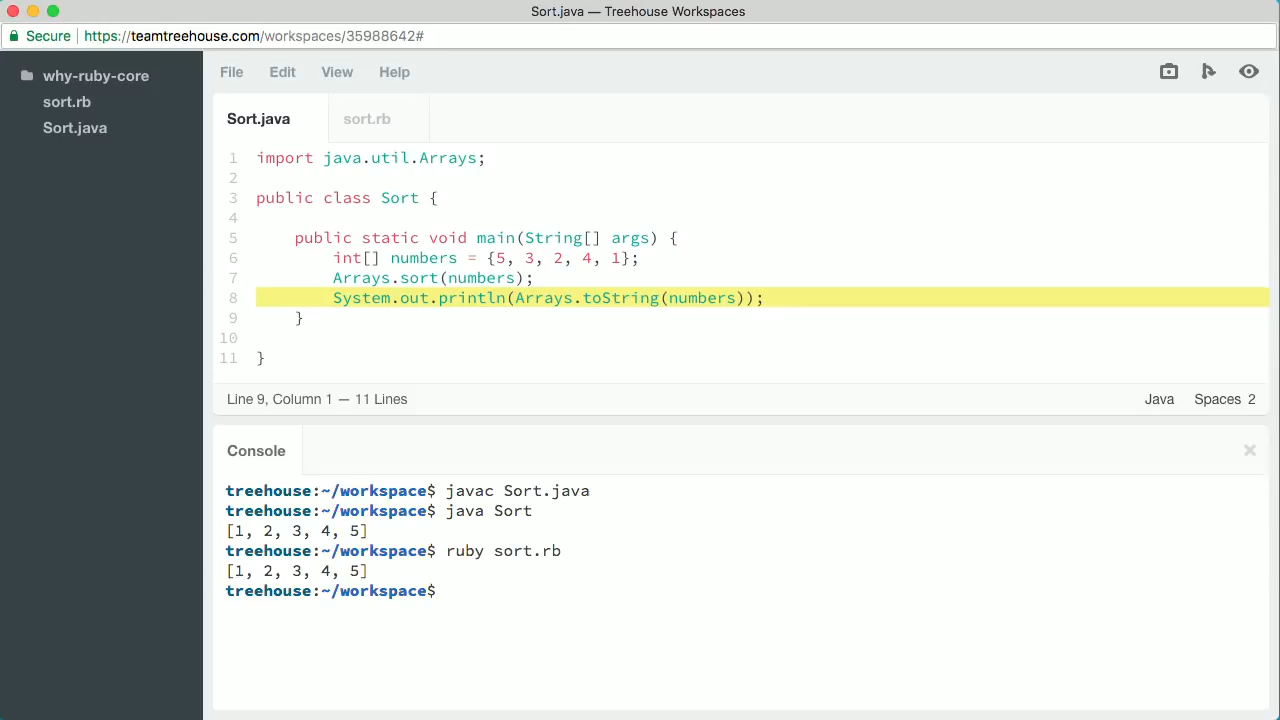 Sort.java — Treehouse Workspaces
Secure https://teamtreehouse.com/workspaces/35988642#
why-ruby-core
sort.rb
Sort.java
File Edit View Help
Sort.java sort.rb
1 import java.util.Arrays;
2
3 public class Sort {
4
5     public static void main(String[] args) {
6         int[] numbers = {5, 3, 2, 4, 1};
7         Arrays.sort(numbers);
8         System.out.println(Arrays.toString(numbers));
9     }
10
11 }
Line 9, Column 1 — 11 Lines Java Spaces 2
Console
treehouse:~/workspace$ javac Sort.java
treehouse:~/workspace$ java Sort
[1, 2, 3, 4, 5]
treehouse:~/workspace$ ruby sort.rb
[1, 2, 3, 4, 5]
treehouse:~/workspace$